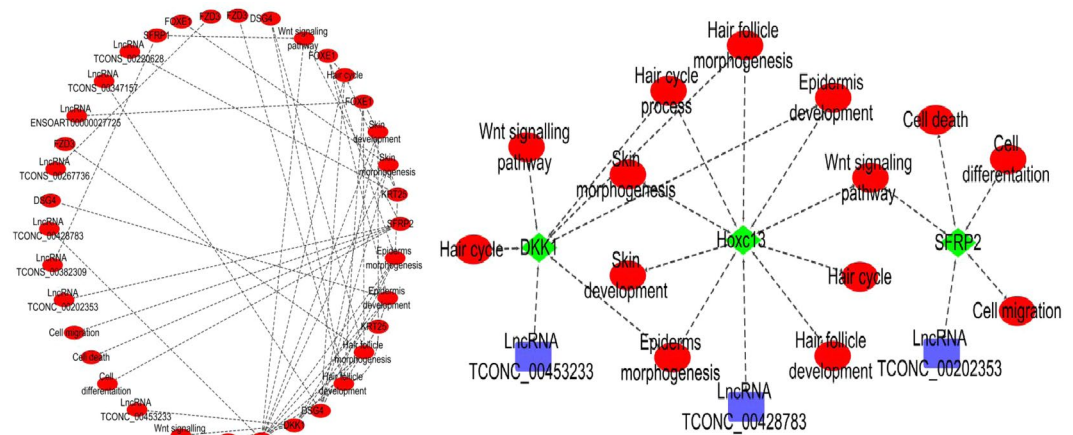 FZD3
FZD3
DSG4
FOXE1
SFRP1
Wnt signaling
pathway
LncRNA
TCONS_00220628
FOXE1
LncRNA
TCONS_00347157
Hair cycle
LncRNA
ENSOART00000027725
FOXE1
FZD3
Skin
development
LncRNA
TCONS_00267736
Skin
morphogenesis
DSG4
KRT25
LncRNA
TCONC_00428783
SFRP2
LncRNA
TCONS_00382309
Epiderms
morphogenesis
LncRNA
TCONC_00202353
Epidermis
development
Cell migration
KRT25
Cell death
Hair follicle
morphogenesis
Cell
differentaition
Hair follicle
development
LncRNA
TCONC_00453233
DSG4
Wnt signalling
DKK1
Hair follicle
morphogenesis
Hair cycle
process
Epidermis
development
Wnt signalling
pathway
Cell death
Skin
morphogenesis
Wnt signaling
pathway
Cell
differentaition
Hair cycle
DKK1
Hoxc13
SFRP2
Skin
development
Hair cycle
Cell migration
LncRNA
TCONC_00453233
Epiderms
morphogenesis
Hair follicle
development
LncRNA
TCONC_00202353
LncRNA
TCONC_00428783